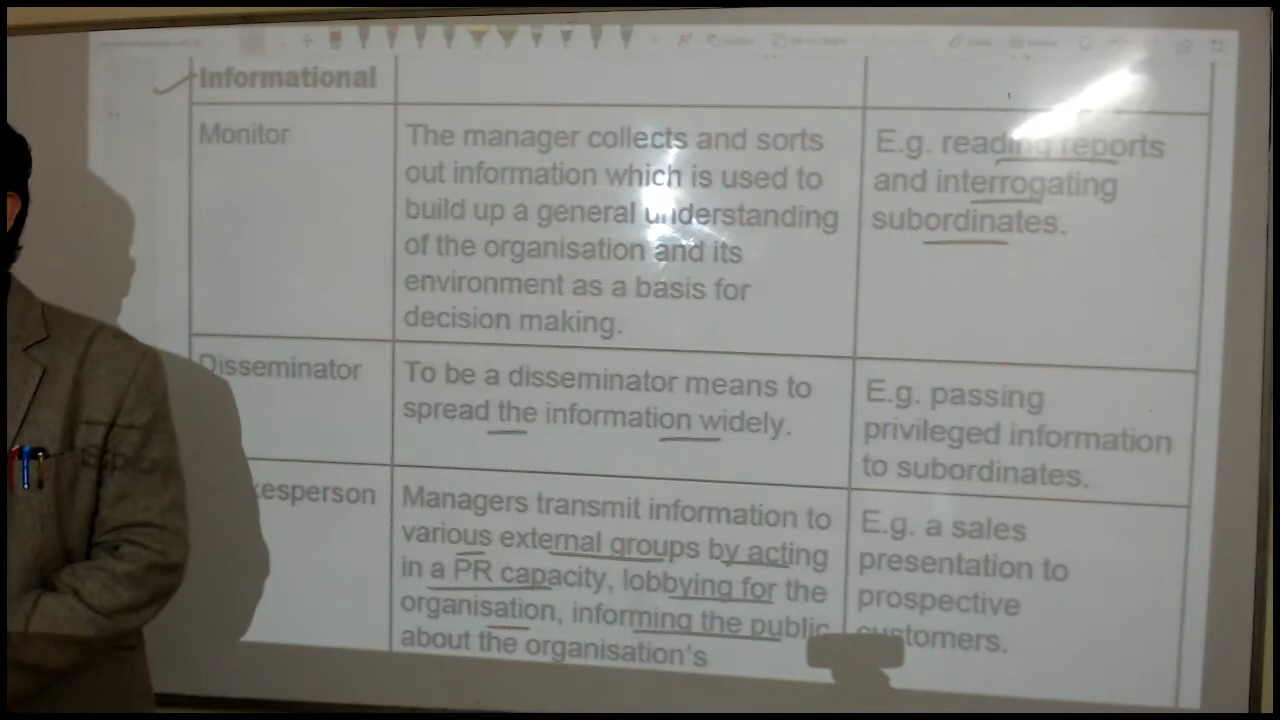 Informational
Monitor
The manager collects and sorts
out information which is used to
build up a general understanding
of the organisation and its
environment as a basis for
decision making.
E.g. reading reports
and interrogating
subordinates.
Disseminator
To be a disseminator means to
spread the information widely.
E.g. passing
privileged information
to subordinates.
kesperson
Managers transmit information to
various external groups by acting
in a PR capacity, lobbying for the
organisation, informing the public
about the organisation's
E.g. a sales
presentation to
prospective
customers.